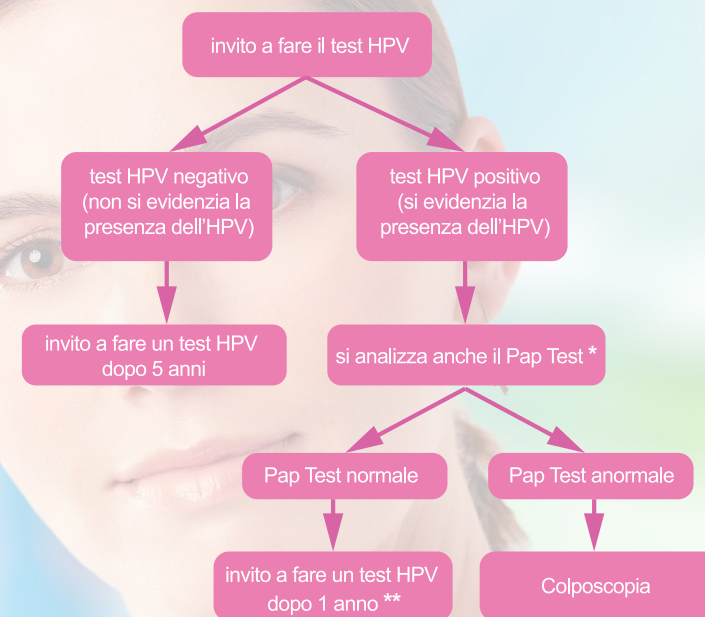 invito a fare il test HPV
test HPV negativo
(non si evidenzia la
presenza dell'HPV)
test HPV positivo
(si evidenzia la
presenza dell'HPV)
invito a fare un test HPV
dopo 5 anni
si analizza anche il Pap Test *
Pap Test normale
Pap Test anormale
invito a fare un test HPV
dopo 1 anno **
Colposcopia